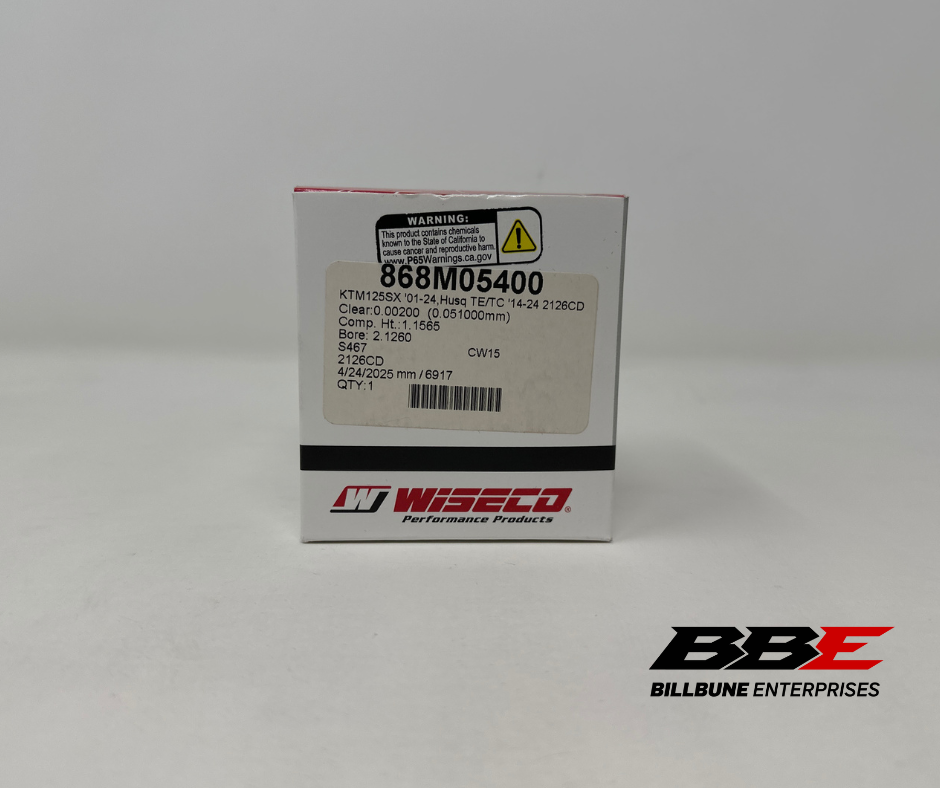 WARNING:
This product contains chemicals
known to the State of California to
cause cancer and reproductive harm.
www.P65Warnings.ca.gov
868M05400
KTM125SX '01-24,Husq TE/TC '14-24 2126CD
Clear:0.00200 (0.051000mm)
Comp. Ht.:1.1565
Bore: 2.1260
S467
CW15
2126CD
4/24/2025 mm / 6917
QTY:1
W WISECO®
Performance Products
BBE
BILLBUNE ENTERPRISES